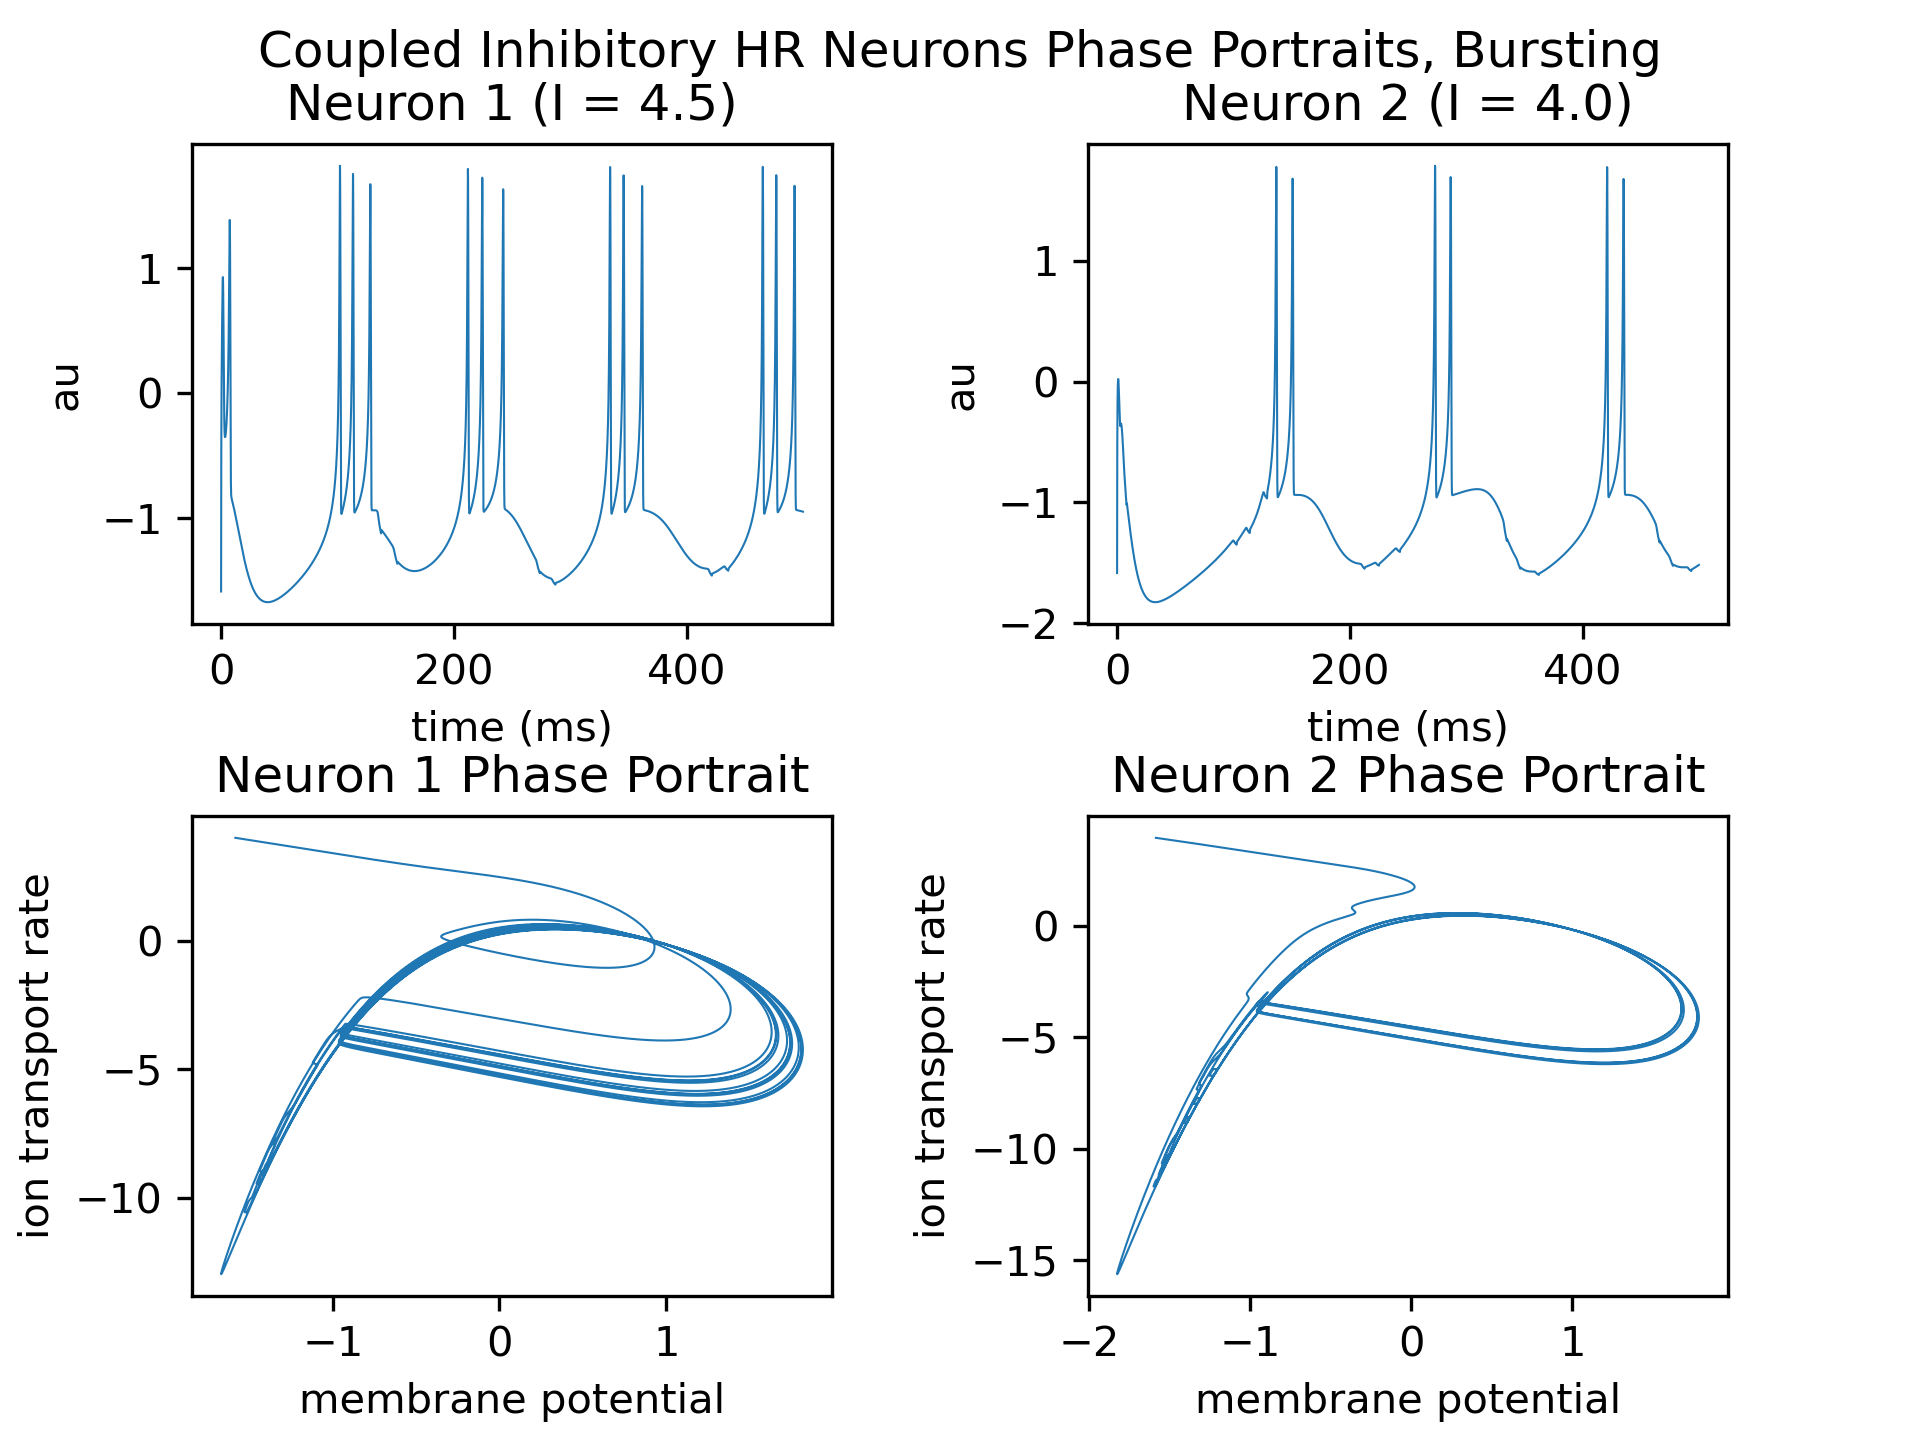 Coupled Inhibitory HR Neurons Phase Portraits, Bursting
Neuron 1 (I = 4.5)
1
0
−1
au
0 200 400
time (ms)
Neuron 2 (I = 4.0)
1
0
−1
−2
au
0 200 400
time (ms)
Neuron 1 Phase Portrait
0
−5
−10
ion transport rate
−1 0 1
membrane potential
Neuron 2 Phase Portrait
0
−5
−10
−15
ion transport rate
−2 −1 0 1
membrane potential